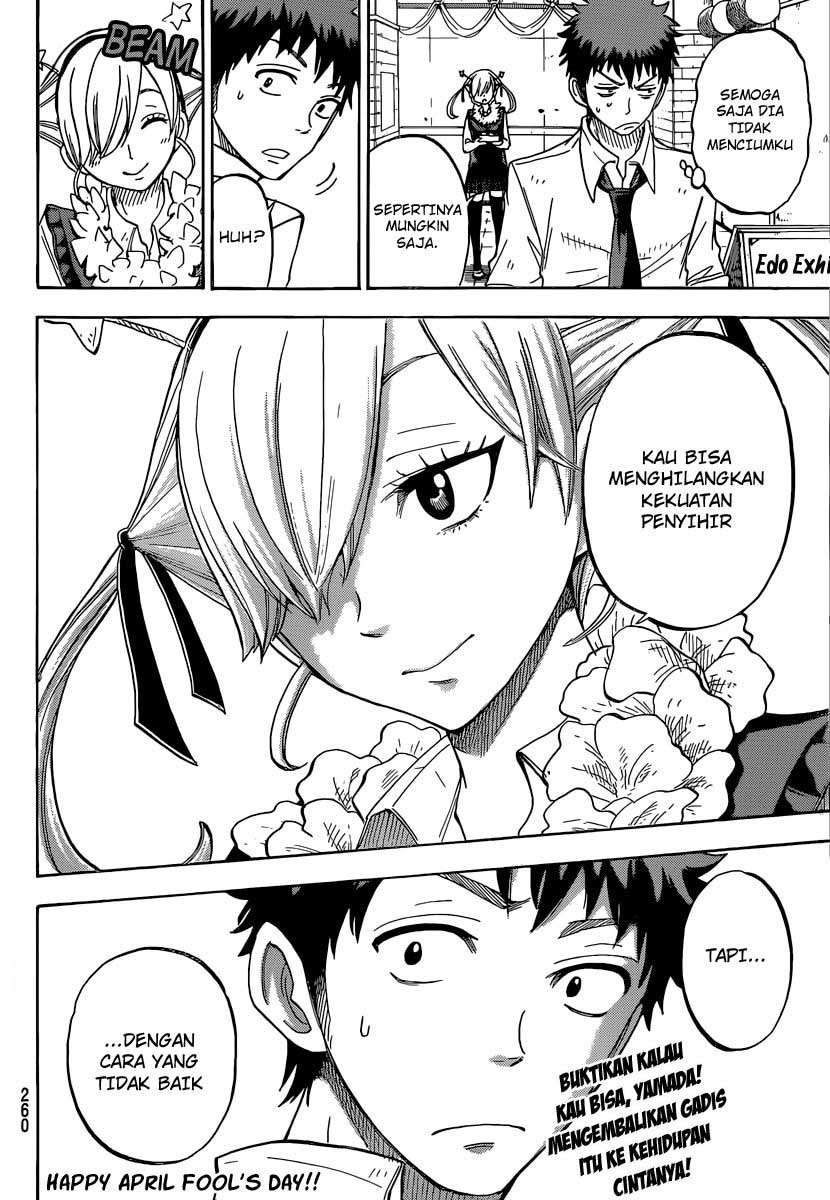 SEMOGA
SAJA DIA
TIDAK
MENCIUMKU
SEPERTINYA
MUNGKIN
SAJA.
Edo Exhi
HUH?
BEAM
KAU BISA
MENGHILANGKAN
KEKUATAN
PENYIHIR
TAPI...
...DENGAN
CARA YANG
TIDAK BAIK
BUKTIKAN KALAU
KAU BISA, YAMADA!
MENGEMBALIKAN GADIS
ITU KE KEHIDUPAN
CINTANYA!
HAPPY APRIL FOOL'S DAY!!
260